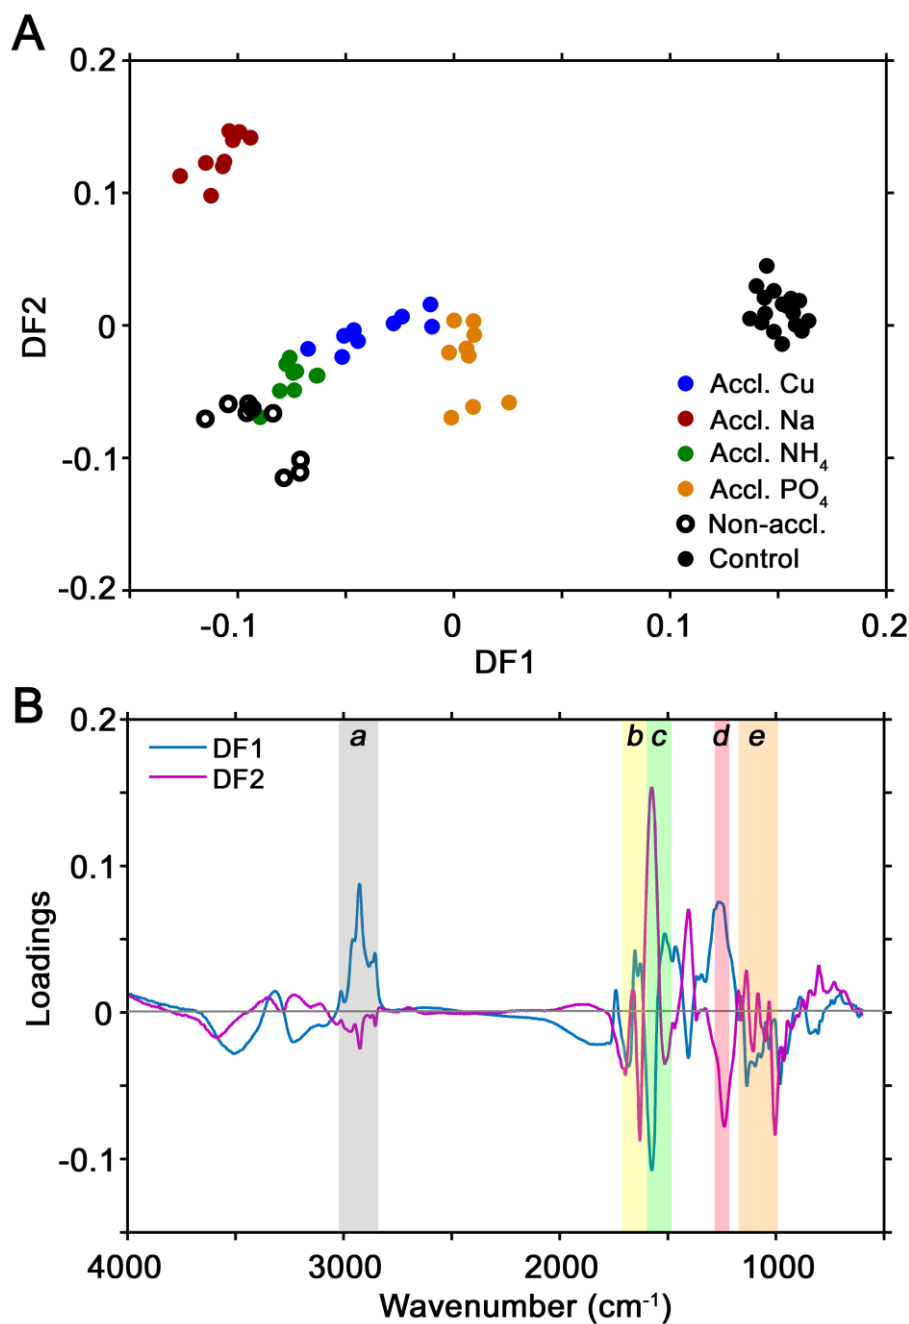 A
0.2
0.1
0
-0.1
-0.2
DF2
Accl. Cu
Accl. Na
Accl. NH₄
Accl. PO₄
Non-accl.
Control
-0.1 0 0.1 0.2
DF1
B
0.2
0.1
0
-0.1
Loadings
DF1
DF2
a b c d e
4000 3000 2000 1000
Wavenumber (cm⁻¹)